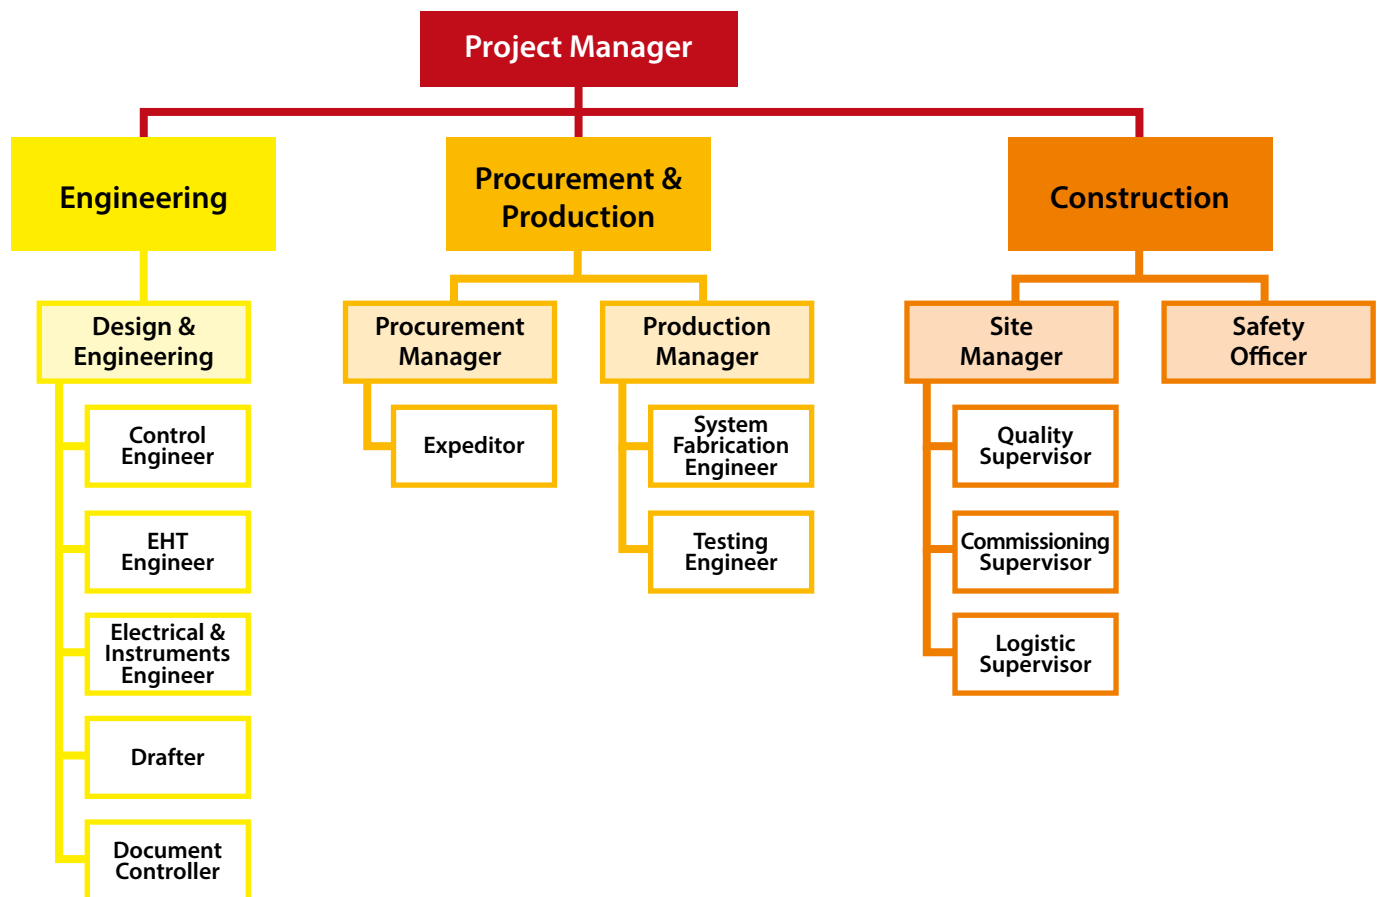 Project Manager
Engineering
Procurement &
Production
Construction
Design &
Engineering
Procurement
Manager
Production
Manager
Site
Manager
Safety
Officer
Control
Engineer
EHT
Engineer
Electrical &
Instruments
Engineer
Drafter
Document
Controller
Expeditor
System
Fabrication
Engineer
Testing
Engineer
Quality
Supervisor
Commissioning
Supervisor
Logistic
Supervisor